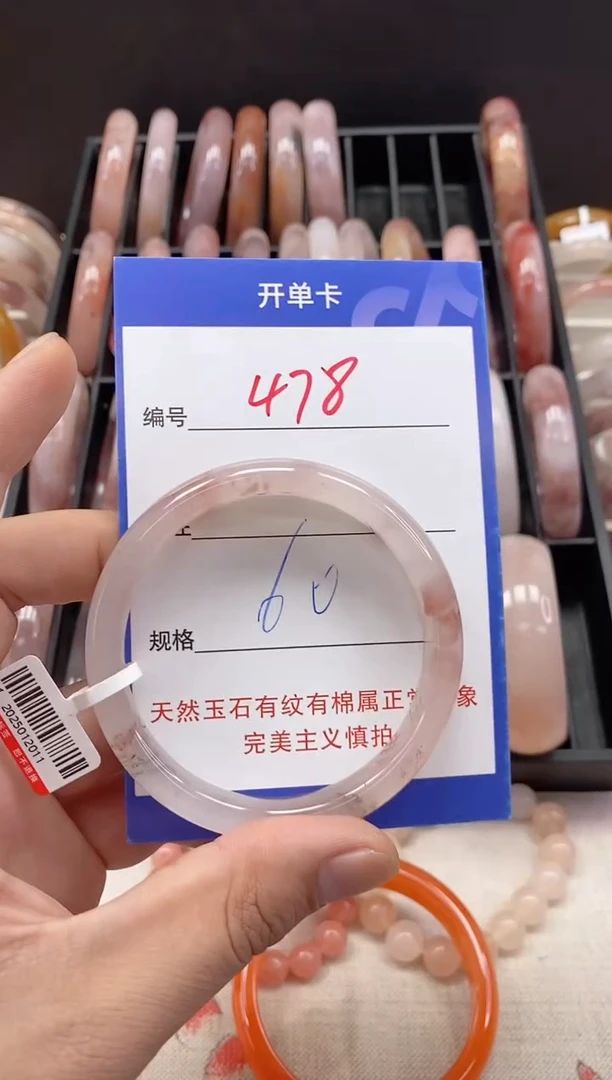 开单卡
编号 478
60
规格
天然玉石有纹有棉属正常 象
完美主义慎拍
2025012011